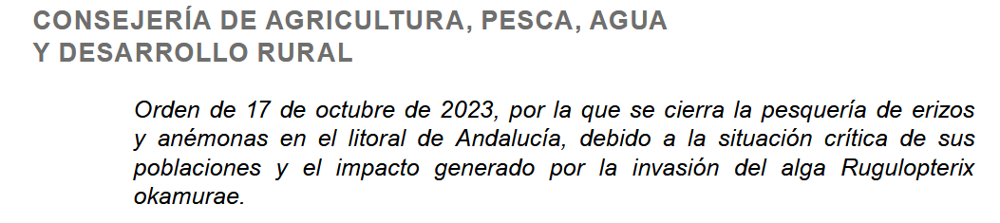 CONSEJERÍA DE AGRICULTURA, PESCA, AGUA
Y DESARROLLO RURAL
Orden de 17 de octubre de 2023, por la que se cierra la pesquería de erizos
y anémonas en el litoral de Andalucía, debido a la situación crítica de sus
poblaciones y el impacto generado por la invasión del alga Rugulopterix
okamurae.